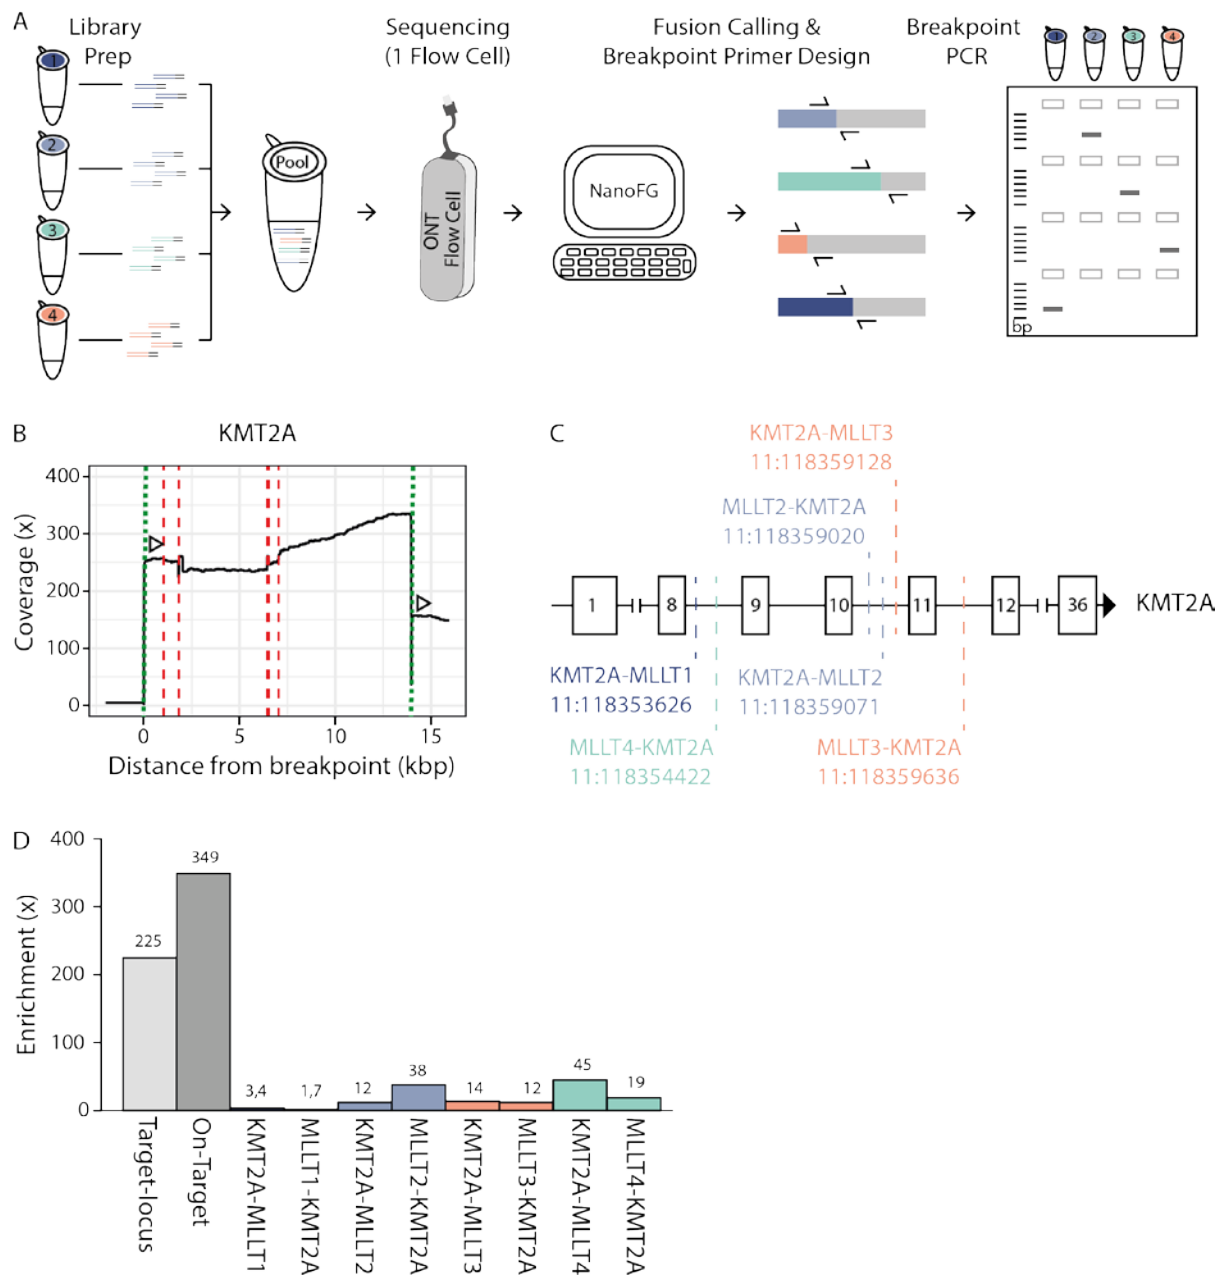 A
Library
Prep
Sequencing
(1 Flow Cell)
Fusion Calling &
Breakpoint Primer Design
Breakpoint
PCR
1
2
3
4
1
2
3
4
Pool
ONT
Flow Cell
NanoFG
bp
B
KMT2A
400
300
200
100
0
Coverage (x)
0
5
10
15
Distance from breakpoint (kbp)
C
KMT2A-MLLT3
11:118359128
MLLT2-KMT2A
11:118359020
1
8
9
10
11
12
36
KMT2A
KMT2A-MLLT1
11:118353626
KMT2A-MLLT2
11:118359071
MLLT4-KMT2A
11:118354422
MLLT3-KMT2A
11:118359636
D
400
300
200
100
0
Enrichment (x)
225
349
3,4
1,7
12
38
14
12
45
19
Target-locus
On-Target
KMT2A-MLLT1
MLLT1-KMT2A
KMT2A-MLLT2
MLLT2-KMT2A
KMT2A-MLLT3
MLLT3-KMT2A
KMT2A-MLLT4
MLLT4-KMT2A